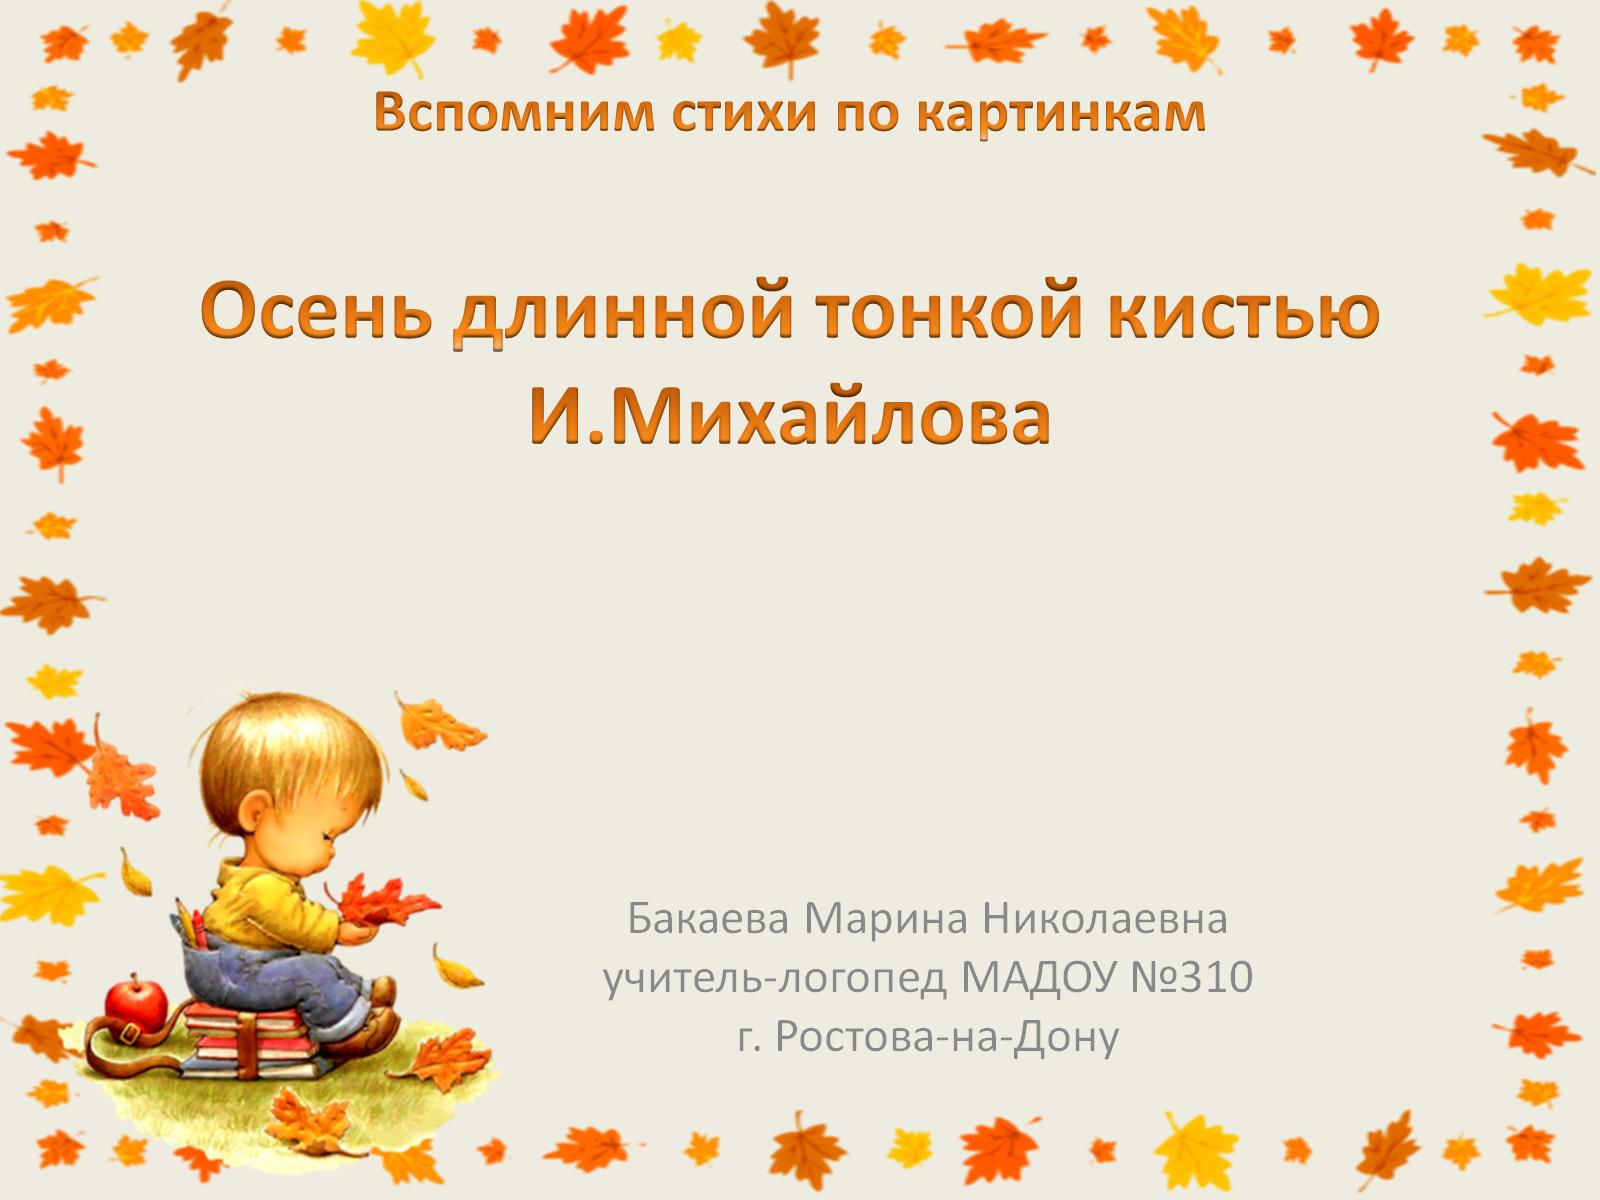 Вспомним стихи по картинкам
Осень длинной тонкой кистью
И.Михайлова
Бакаева Марина Николаевна
учитель-логопед МАДОУ №310
г. Ростова-на-Дону